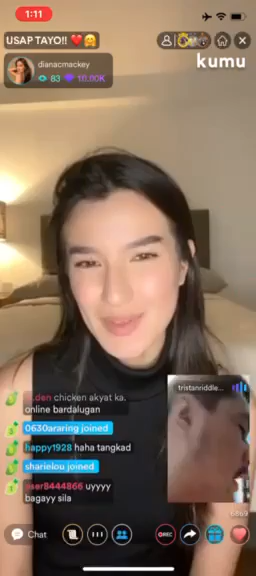 1:11
USAP TAYO!! ❤️🤗
dianacmackey
83 10.00K
kumu
chicken akyat ka.
online bardalugan
0630araring joined
happy1928 haha tangkad
sharielou joined
user8444866 uyyyy
bagayy sila
tristanriddle...
Chat
REC